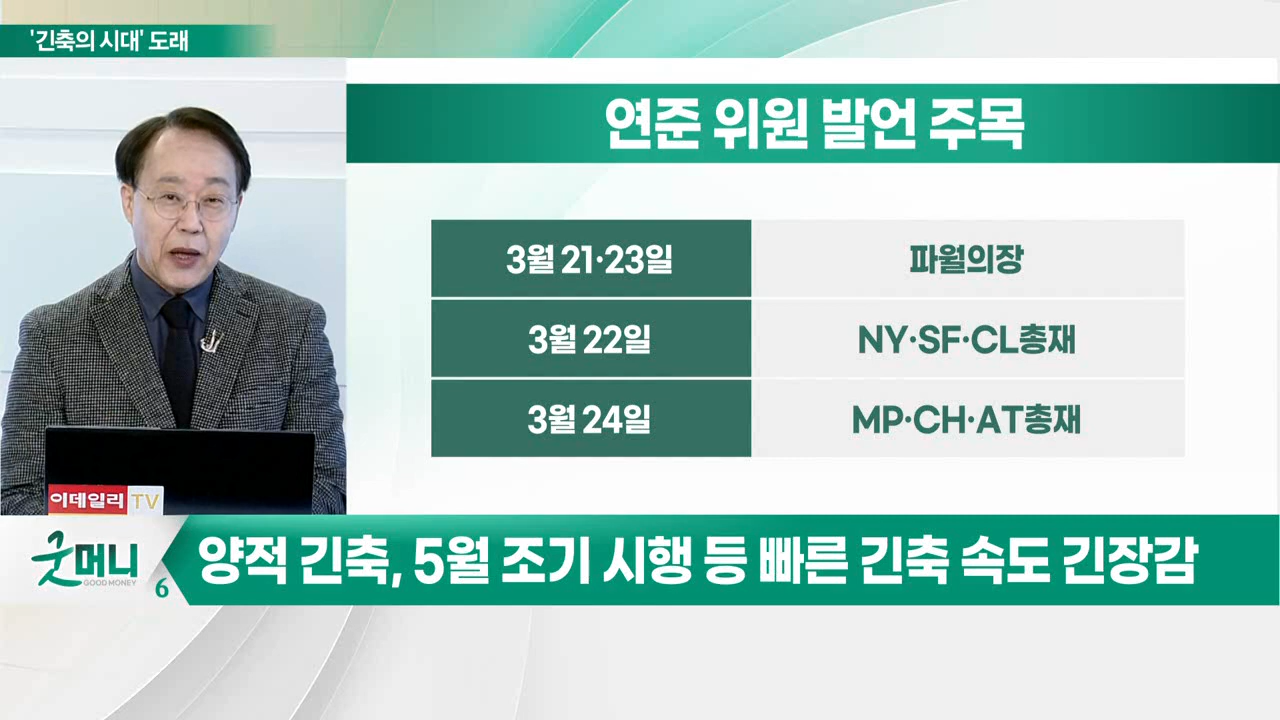 '긴축의 시대' 도래
연준 위원 발언 주목
3월 21·23일 파월의장
3월 22일 NY·SF·CL총재
3월 24일 MP·CH·AT총재
이데일리 TV
굿머니
GOOD MONEY
6
양적 긴축, 5월 조기 시행 등 빠른 긴축 속도 긴장감